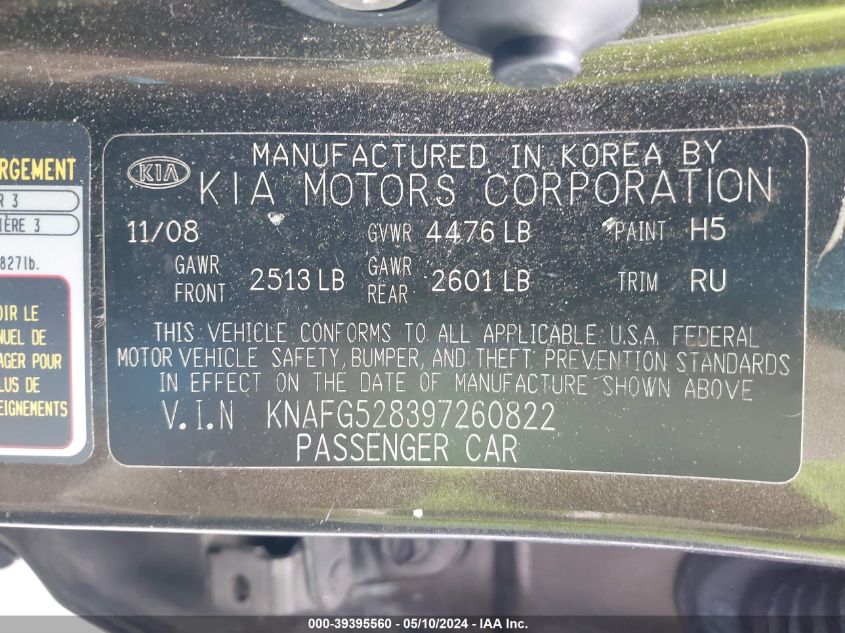 RGEMENT
R 3
IÈRE 3
827lb.
OIR LE
NUEL DE
AGER POUR
LUS DE
EIGNEMENTS
KIA
MANUFACTURED IN KOREA BY
KIA MOTORS CORPORATION
11/08 GVWR 4476 LB PAINT H5
GAWR FRONT 2513 LB GAWR REAR 2601 LB TRIM RU
THIS VEHICLE CONFORMS TO ALL APPLICABLE U.S.A. FEDERAL
MOTOR VEHICLE SAFETY, BUMPER, AND THEFT PREVENTION STANDARDS
IN EFFECT ON THE DATE OF MANUFACTURE SHOWN ABOVE
V.I.N KNAFG528397260822
PASSENGER CAR
000-39395560 - 05/10/2024 - IAA Inc.